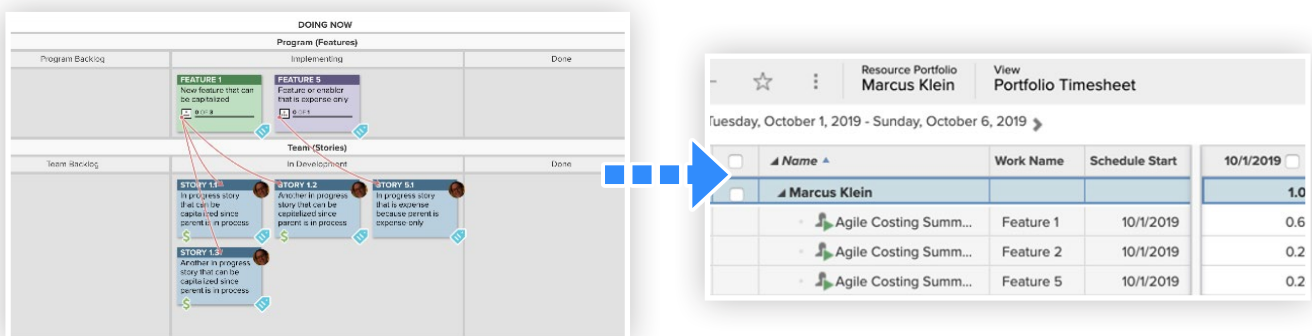 DOING NOW
Program (Features)
Program Backlog
Implementing
Done
FEATURE 1
New feature that can
be capitalized
0 OF 3
FEATURE 5
Feature or enabler
that is expense only
0 OF 1
Team (Stories)
Team Backlog
In Development
Done
STORY 1.1
In progress story
that can be
capitalized since
parent is in process
$
STORY 1.2
Another in progress
story that can be
capitalized since
parent is in process
$
STORY 5.1
In progress story
that is expense
because parent is
expense only
STORY 1.3
Another in progress
story that can be
capitalized since
parent is in process
$
Resource Portfolio
Marcus Klein
View
Portfolio Timesheet
Tuesday, October 1, 2019 - Sunday, October 6, 2019
Name
Work Name
Schedule Start
10/1/2019
Marcus Klein
1.0
Agile Costing Summ...
Feature 1
10/1/2019
0.6
Agile Costing Summ...
Feature 2
10/1/2019
0.2
Agile Costing Summ...
Feature 5
10/1/2019
0.2